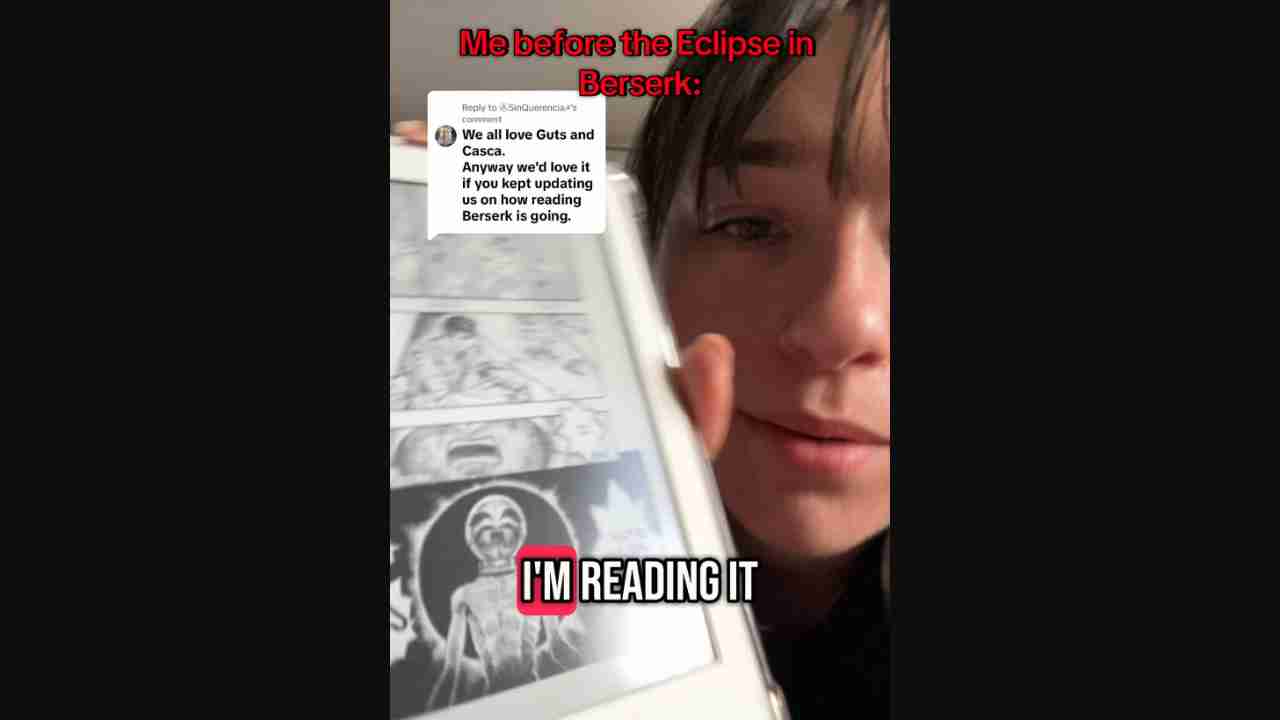 Me before the Eclipse in
Berserk:
Reply to
comment
We all love Guts and
Casca.
Anyway we'd love it
if you kept updating
us on how reading
Berserk is going.
I'M READING IT